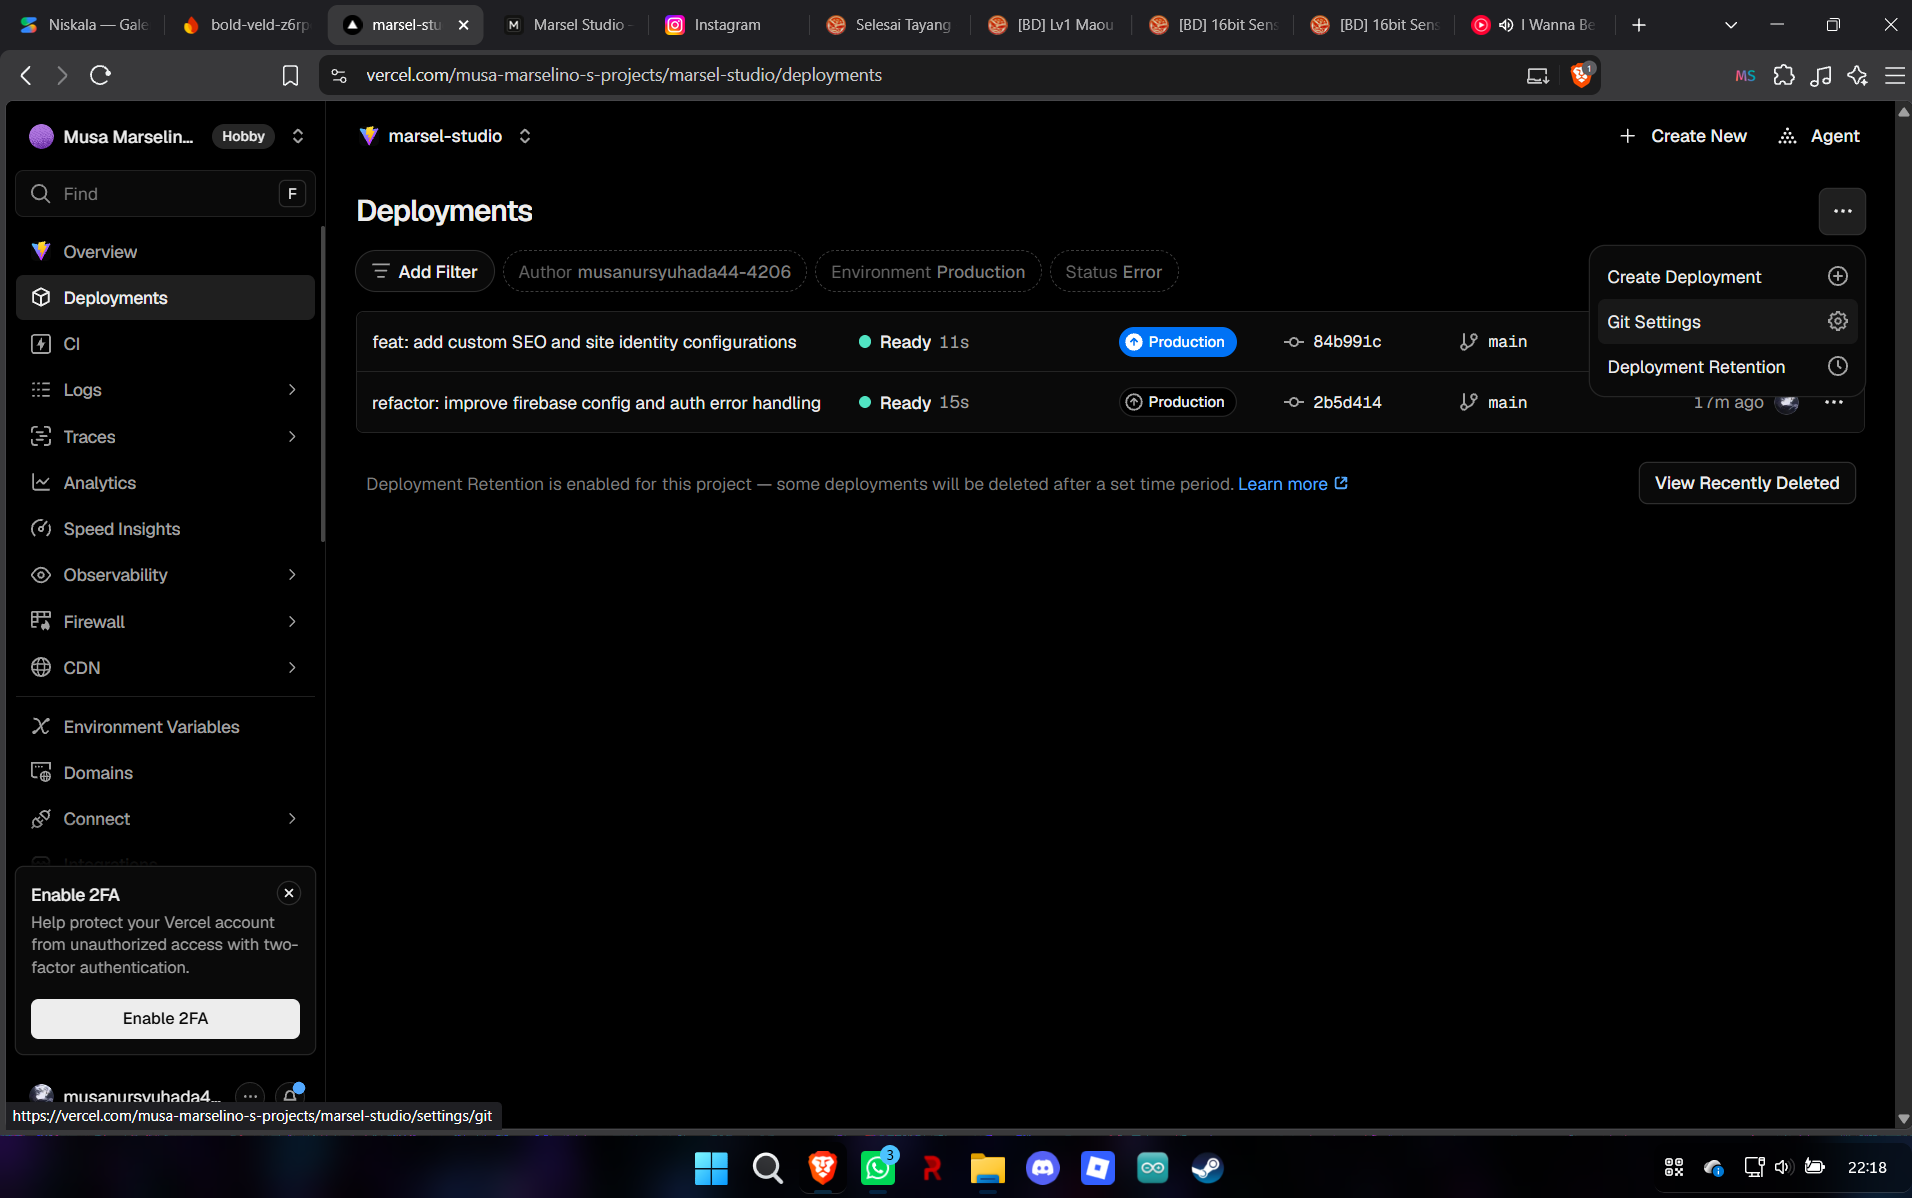 Niskala — Gale
bold-veld-z6rp
marsel-stu
Marsel Studio -
Instagram
Selesai Tayang
[BD] Lv1 Maou
[BD] 16bit Sens
[BD] 16bit Sens
I Wanna Be
vercel.com/musa-marselino-s-projects/marsel-studio/deployments
1
MS
Musa Marselin...
Hobby
marsel-studio
Create New
Agent
Find
F
Deployments
Overview
Add Filter
Author musanursyuhada44-4206
Environment Production
Status Error
Create Deployment
Deployments
Git Settings
feat: add custom SEO and site identity configurations
Ready 11s
Production
84b991c
main
CI
Deployment Retention
Logs
refactor: improve firebase config and auth error handling
Ready 15s
Production
2b5d414
main
17m ago
Traces
Analytics
Deployment Retention is enabled for this project — some deployments will be deleted after a set time period. Learn more
View Recently Deleted
Speed Insights
Observability
Firewall
CDN
Environment Variables
Domains
Connect
Integrations
Enable 2FA
Help protect your Vercel account
from unauthorized access with two-
factor authentication.
Enable 2FA
musanursyuhada4...
https://vercel.com/musa-marselino-s-projects/marsel-studio/settings/git
3
22:18